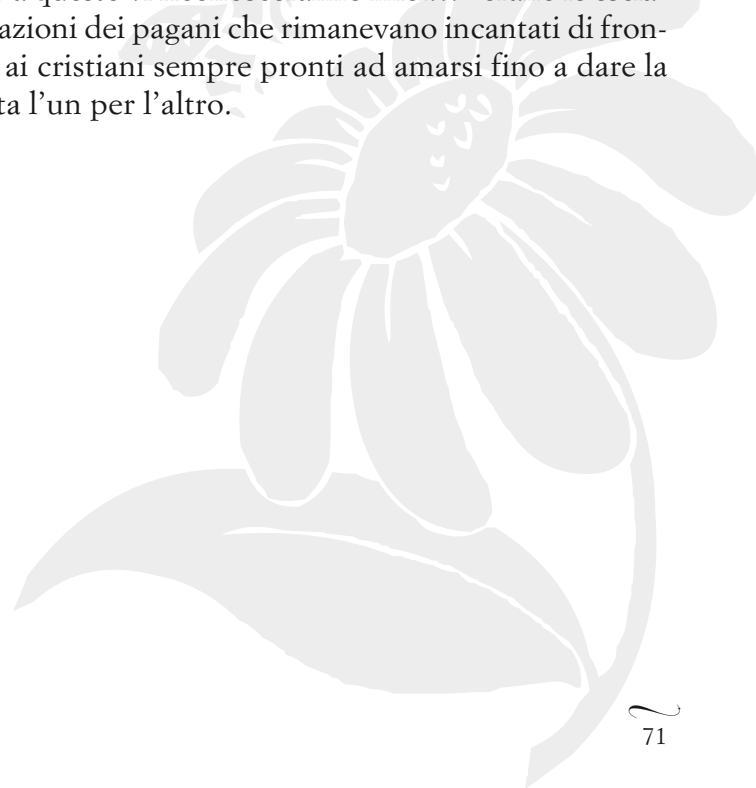 a questo
azioni dei pagani che rimanevano incantati di fron-
ai cristiani sempre pronti ad amarsi fino a dare la
ta l’un per l’altro.
71